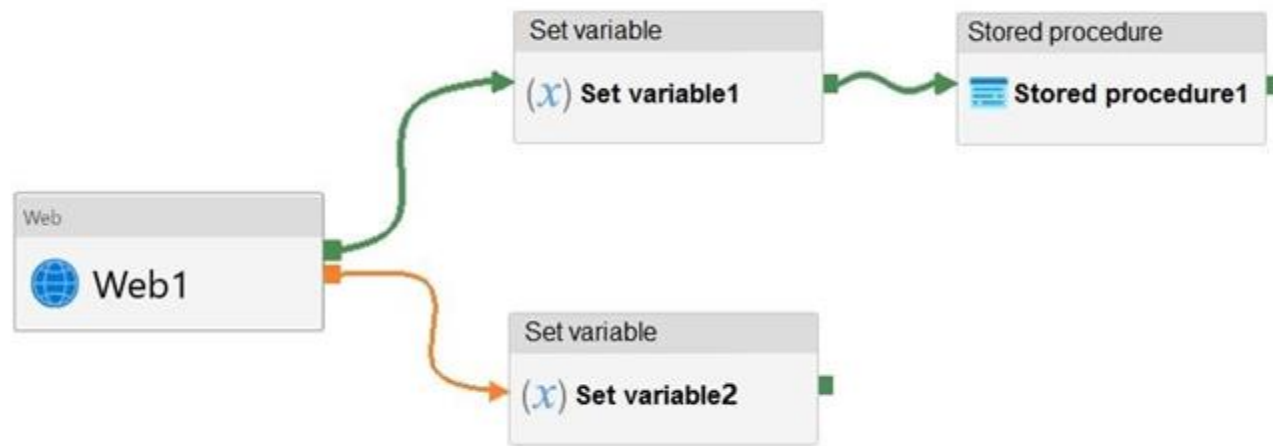 Set variable
(x) Set variable1
Stored procedure
Stored procedure1
Web
Web1
Set variable
(x) Set variable2